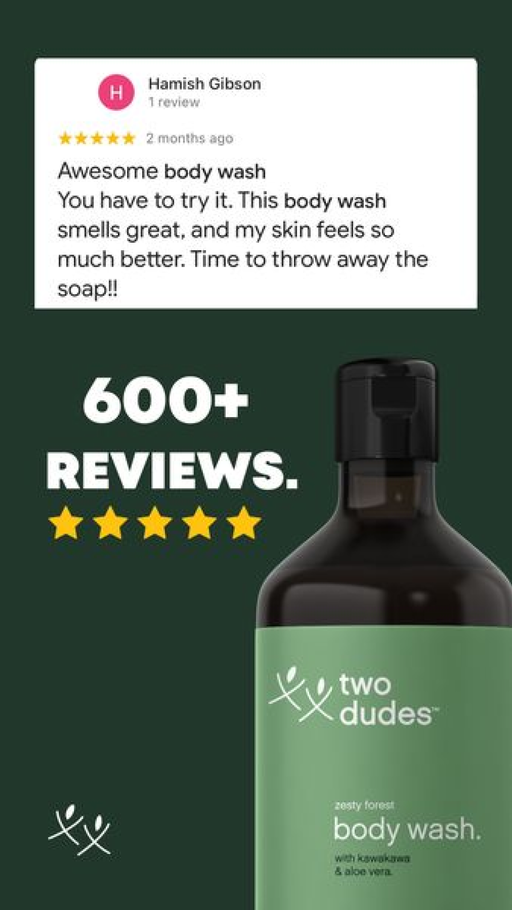 H
Hamish Gibson
1 review
★★★★★ 2 months ago
Awesome body wash
You have to try it. This body wash
smells great, and my skin feels so
much better. Time to throw away the
soap!!
600+
REVIEWS.
two
dudes™
zesty forest
body wash.
with kawakawa
& aloe vera.